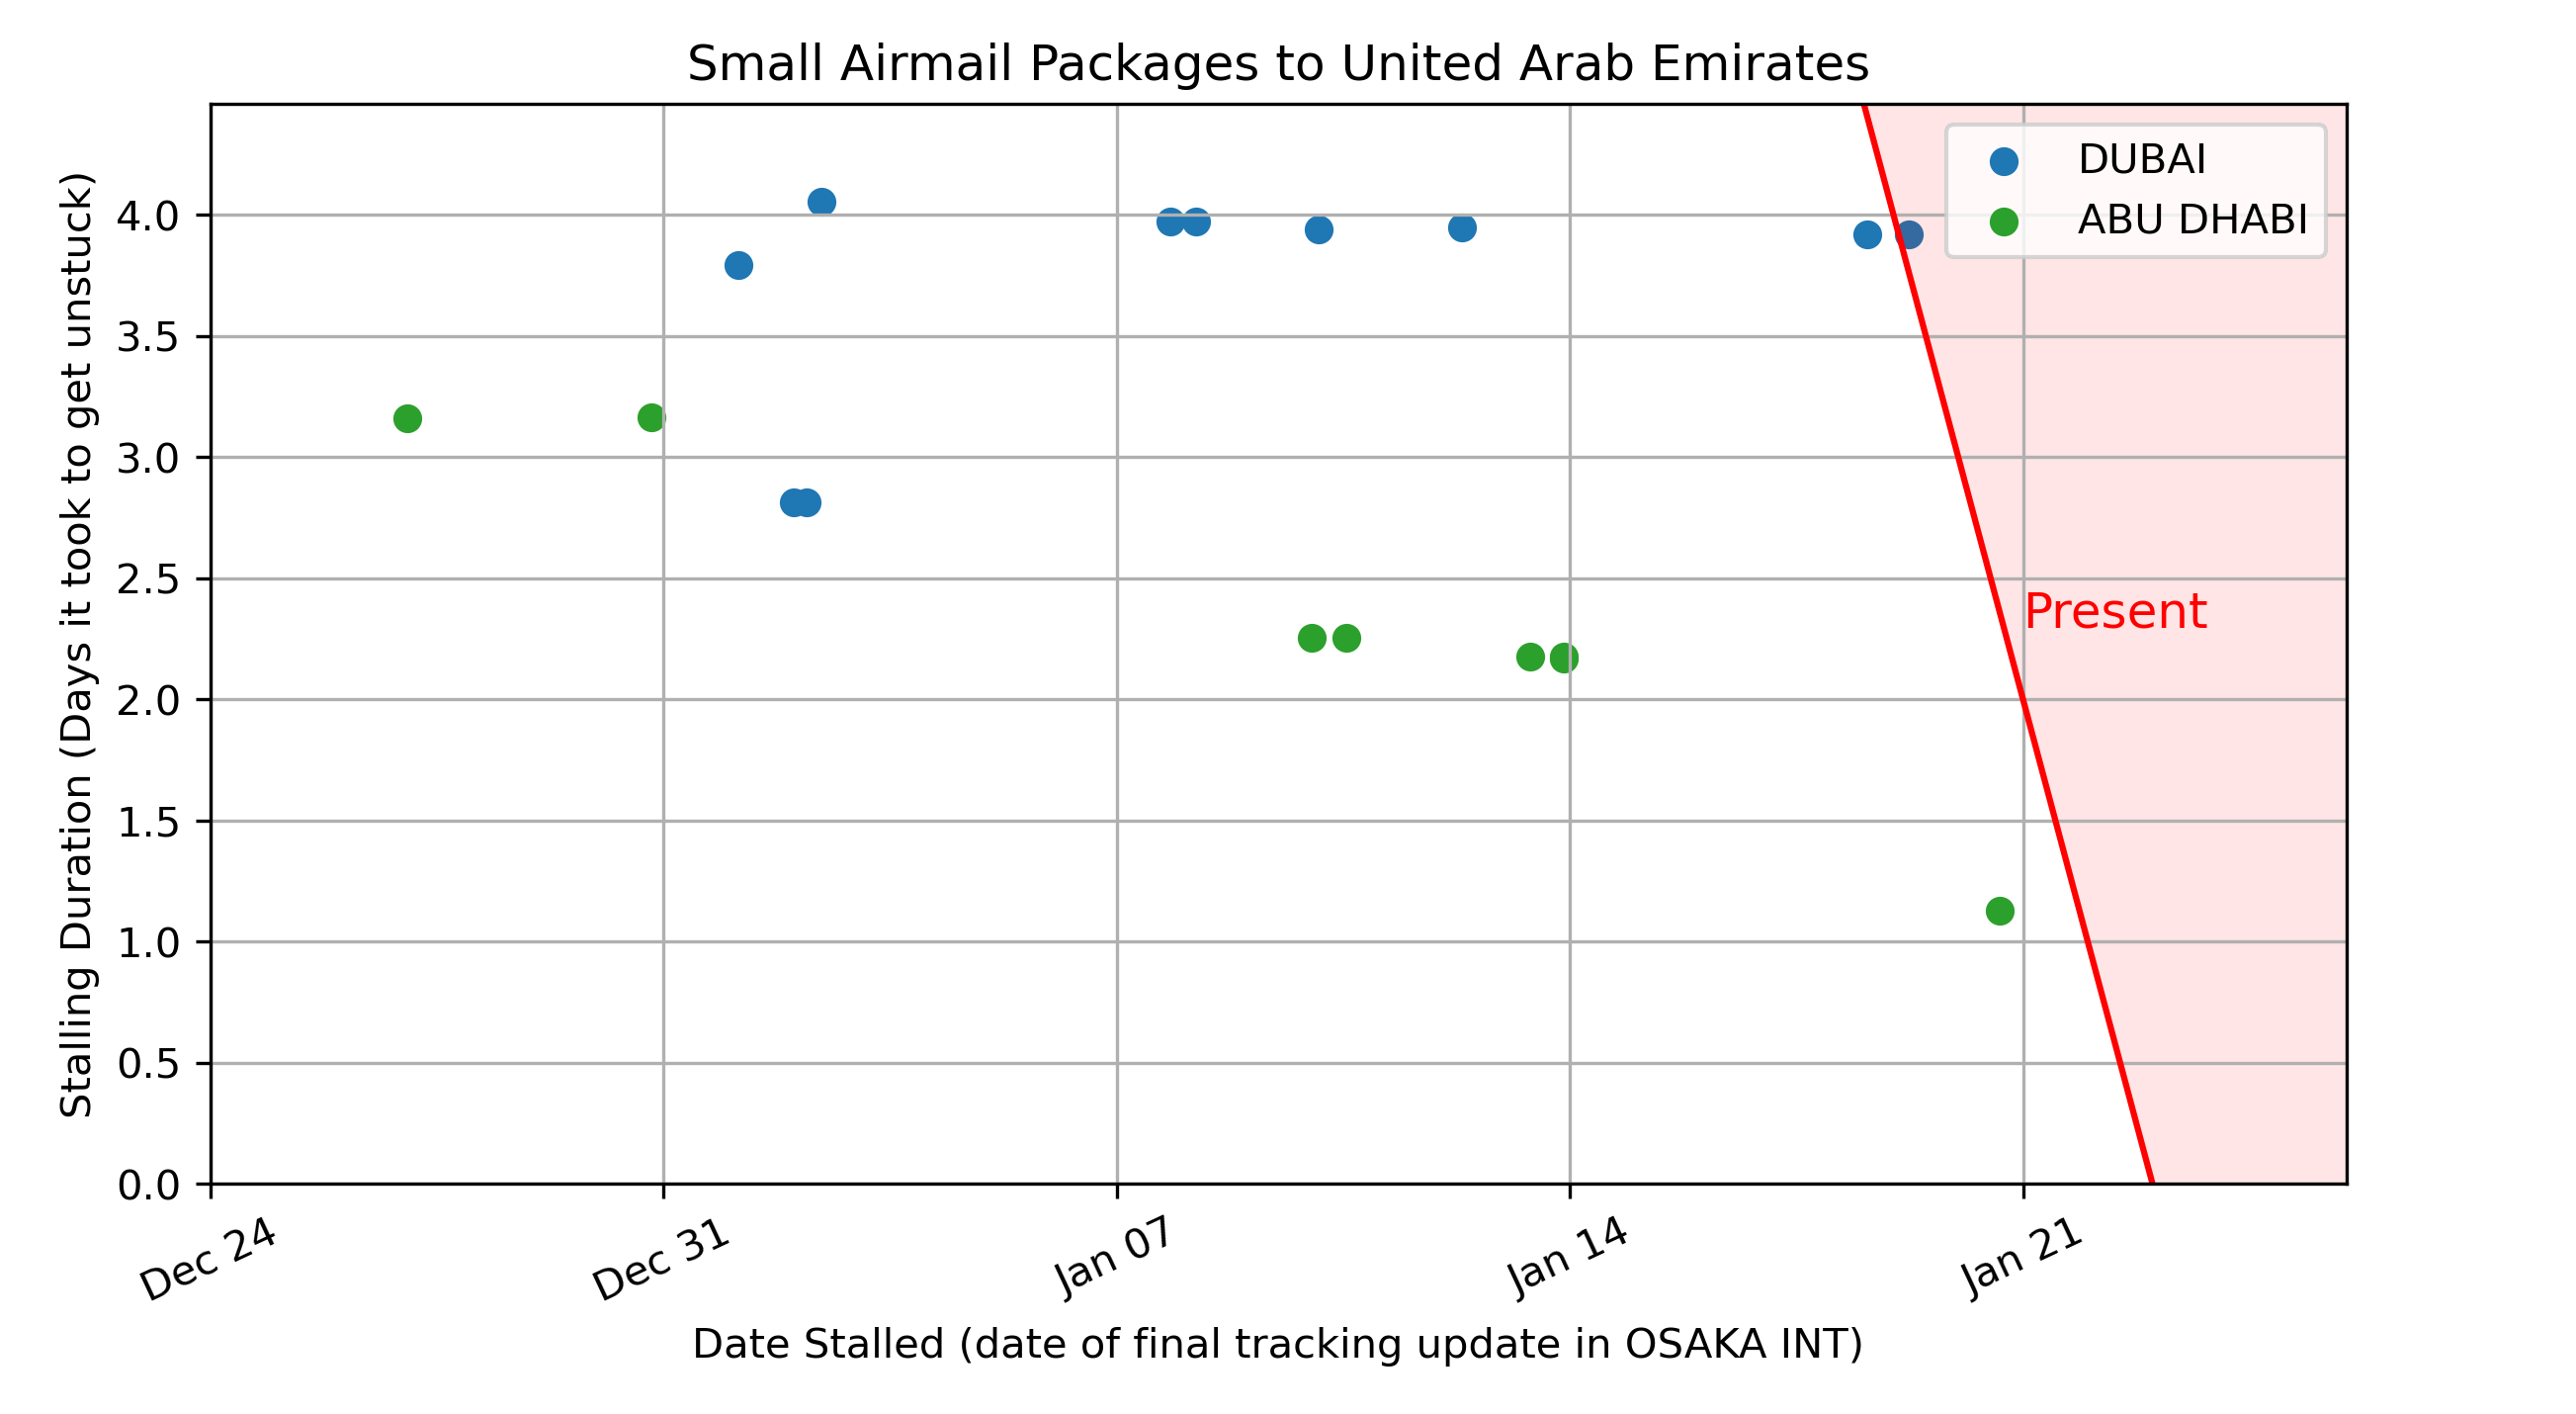 Small Airmail Packages to United Arab Emirates
DUBAI
ABU DHABI
Present
Stalling Duration (Days it took to get unstuck)
4.0
3.5
3.0
2.5
2.0
1.5
1.0
0.5
0.0
Dec 24
Dec 31
Jan 07
Jan 14
Jan 21
Date Stalled (date of final tracking update in OSAKA INT)